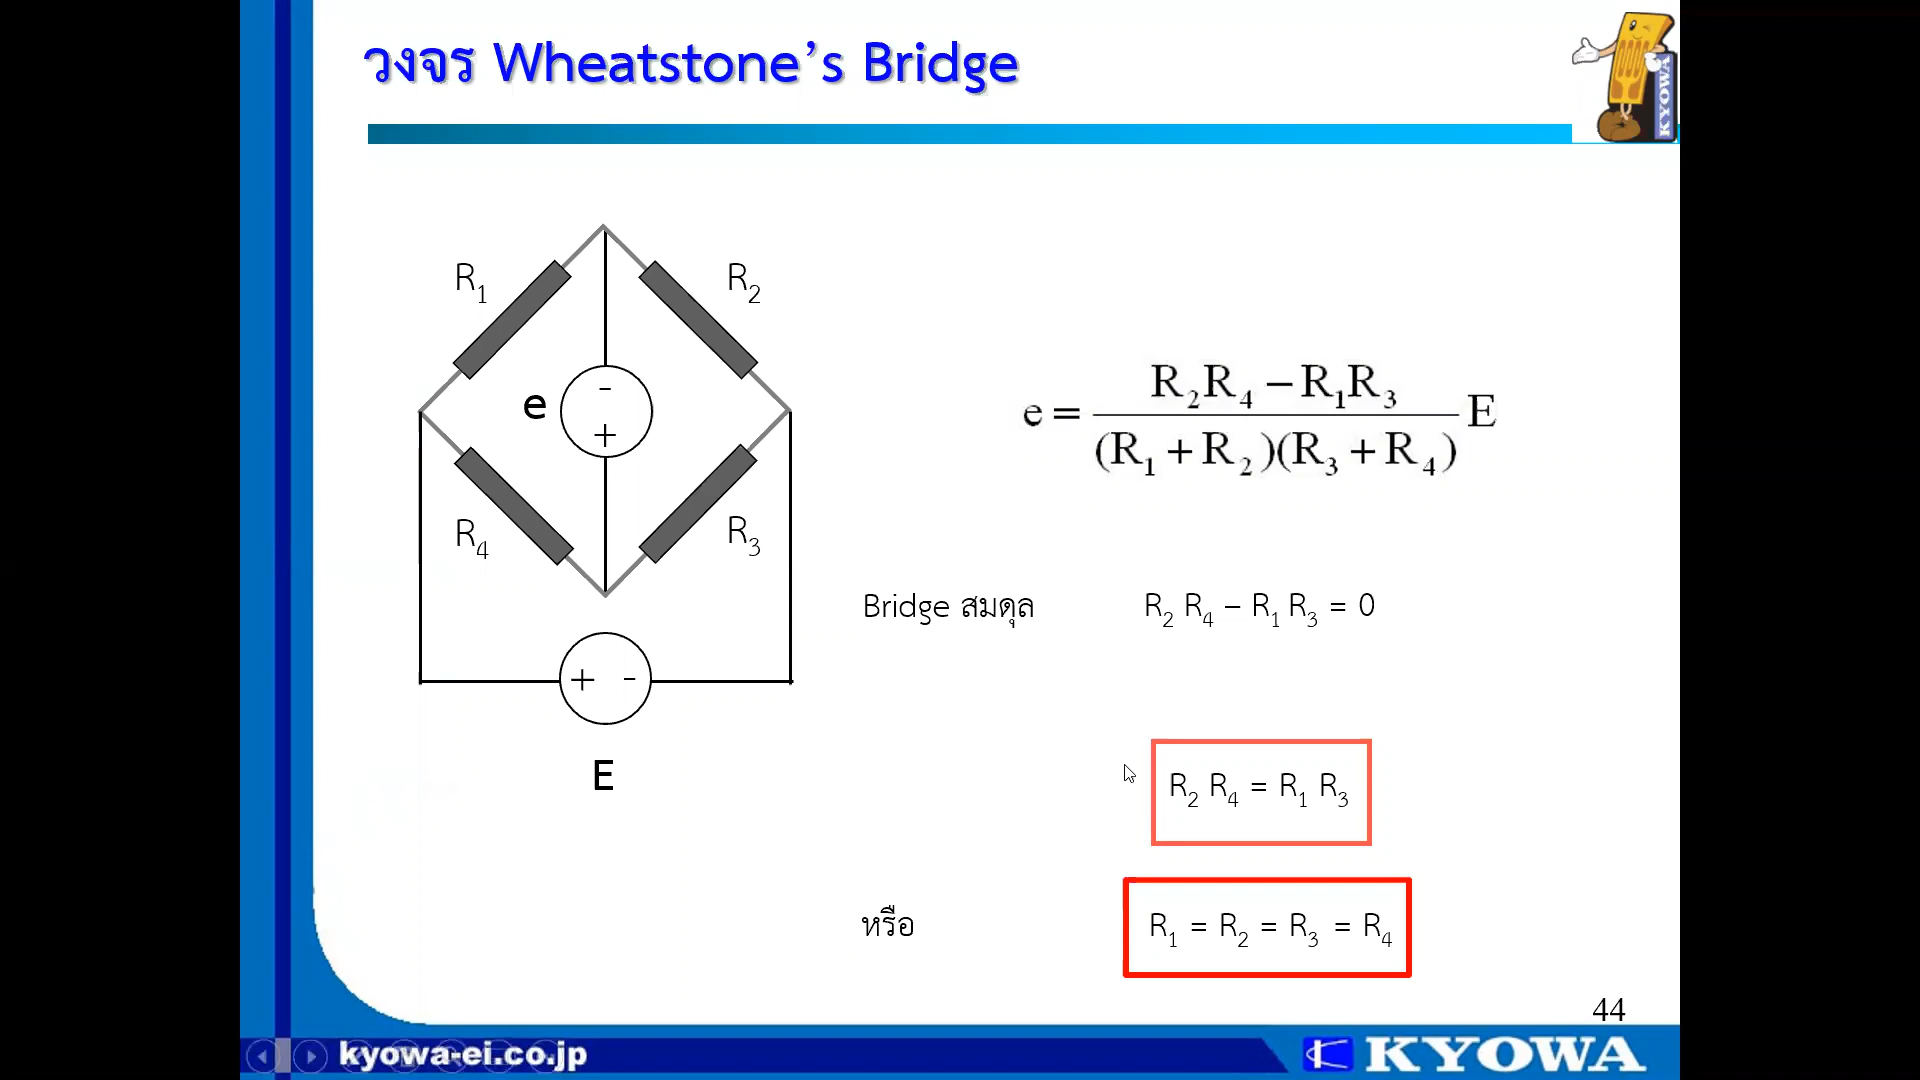 วงจร Wheatstone's Bridge
KYOWA
R1
R2
e
-
+
R4
R3
+ -
E
e = R2R4 – R1R3 / (R1 + R2)(R3 + R4) E
Bridge สมดุล R2 R4 – R1 R3 = 0
R2 R4 = R1 R3
หรือ R1 = R2 = R3 = R4
44
kyowa-ei.co.jp
KYOWA